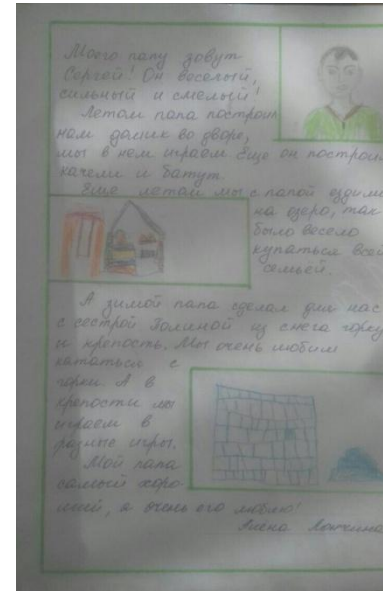 Моего папу зовут
Сергей! Он веселый,
сильный и смелый!
Летом папа построил
нам домик во дворе,
мы в нем играем Еще он построил
качели и батут
Еще летом мы с папой ездили
на озеро, так
было весело
купаться всей
семьей.
А зимой папа сделал для нас
с сестрой Полиной из снега горку
и крепость. Мы очень любим
кататься с
горки А в
крепости мы
играем в
разные игры.
Мой папа
самый хоро-
ший, я очень его люблю!
Алена